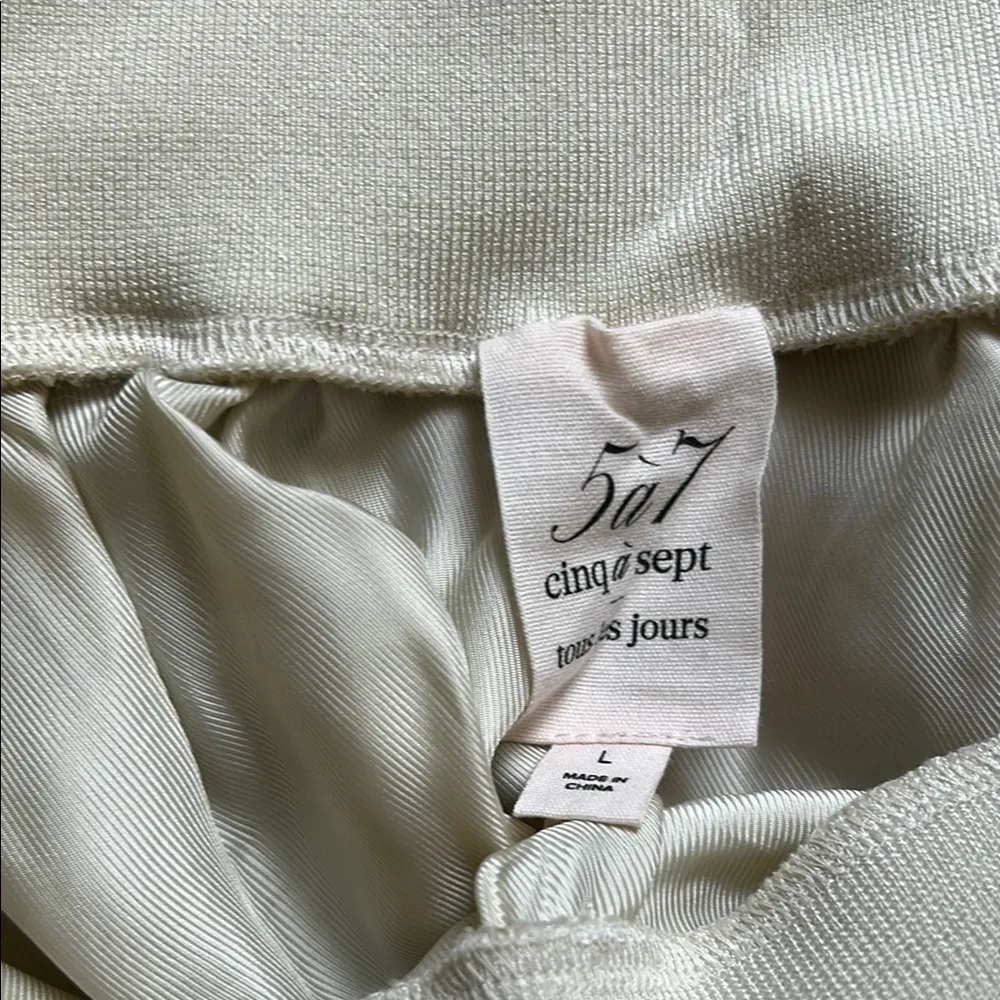 5à7
cinq à sept
tous les jours
L
MADE IN
CHINA